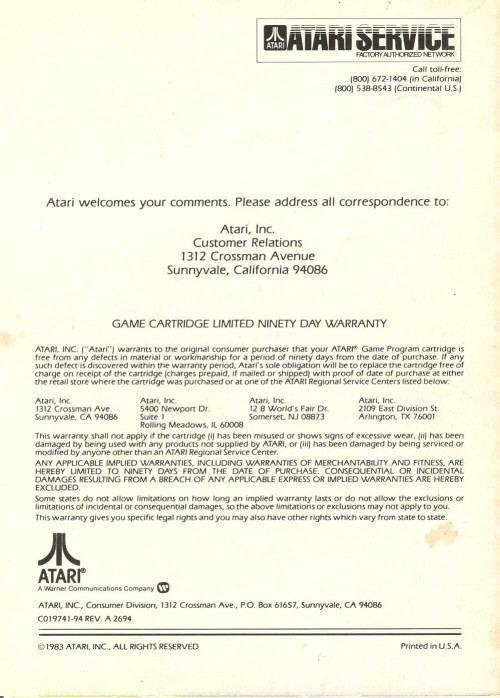 ATARI
ATARI SERVICE
FACTORY AUTHORIZED NETWORK
Call toll-free:
(800) 672-1404 (in California)
(800) 538-8543 (Continental U.S.)
Atari welcomes your comments. Please address all correspondence to:
Atari, Inc.
Customer Relations
1312 Crossman Avenue
Sunnyvale, California 94086
GAME CARTRIDGE LIMITED NINETY DAY WARRANTY
ATARI, INC. ("Atari") warrants to the original consumer purchaser that your ATARI® Game Program cartridge is
free from any defects in material or workmanship for a period of ninety days from the date of purchase. If any
such defect is discovered within the warranty period, Atari's sole obligation will be to replace the cartridge free of
charge on receipt of the cartridge (charges prepaid, if mailed or shipped) with proof of date of purchase at either
the retail store where the cartridge was purchased or at one of the ATARI Regional Service Centers listed below:
Atari, Inc.
1312 Crossman Ave.
Sunnyvale, CA 94086
Atari, Inc.
5400 Newport Dr.
Suite 1
Rolling Meadows, IL 60008
Atari, Inc.
12 B World's Fair Dr.
Somerset, NJ 08873
Atari, Inc.
2109 East Division St.
Arlington, TX 76001
This warranty shall not apply if the cartridge (i) has been misused or shows signs of excessive wear, (ii) has been
damaged by being used with any products not supplied by ATARI, or (iii) has been damaged by being serviced or
modified by anyone other than an ATARI Regional Service Center.
ANY APPLICABLE IMPLIED WARRANTIES, INCLUDING WARRANTIES OF MERCHANTABILITY AND FITNESS, ARE
HEREBY LIMITED TO NINETY DAYS FROM THE DATE OF PURCHASE. CONSEQUENTIAL OR INCIDENTAL
DAMAGES RESULTING FROM A BREACH OF ANY APPLICABLE EXPRESS OR IMPLIED WARRANTIES ARE HEREBY
EXCLUDED.
Some states do not allow limitations on how long an implied warranty lasts or do not allow the exclusions or
limitations of incidental or consequential damages, so the above limitations or exclusions may not apply to you.
This warranty gives you specific legal rights and you may also have other rights which vary from state to state.
ATARI®
A Warner Communications Company
ATARI, INC., Consumer Division, 1312 Crossman Ave., P.O. Box 61657, Sunnyvale, CA 94086
C019741-94 REV. A 2694
©1983 ATARI, INC., ALL RIGHTS RESERVED
Printed in U.S.A.